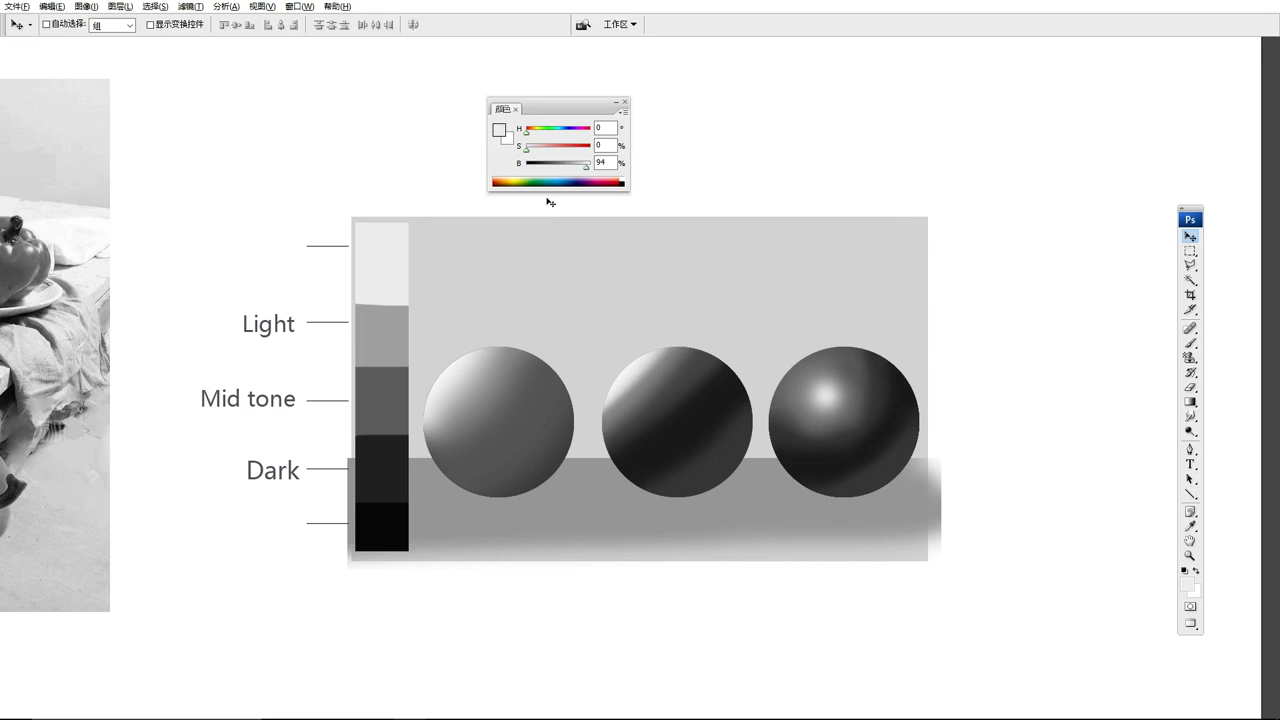 文件(F) 编辑(E) 图像(I) 图层(L) 选择(S) 滤镜(T) 分析(A) 视图(V) 窗口(W) 帮助(H)
自动选择: 组 显示变换控件 工作区
颜色
H 0 °
S 0 %
B 94 %
Ps
Light
Mid tone
Dark
T